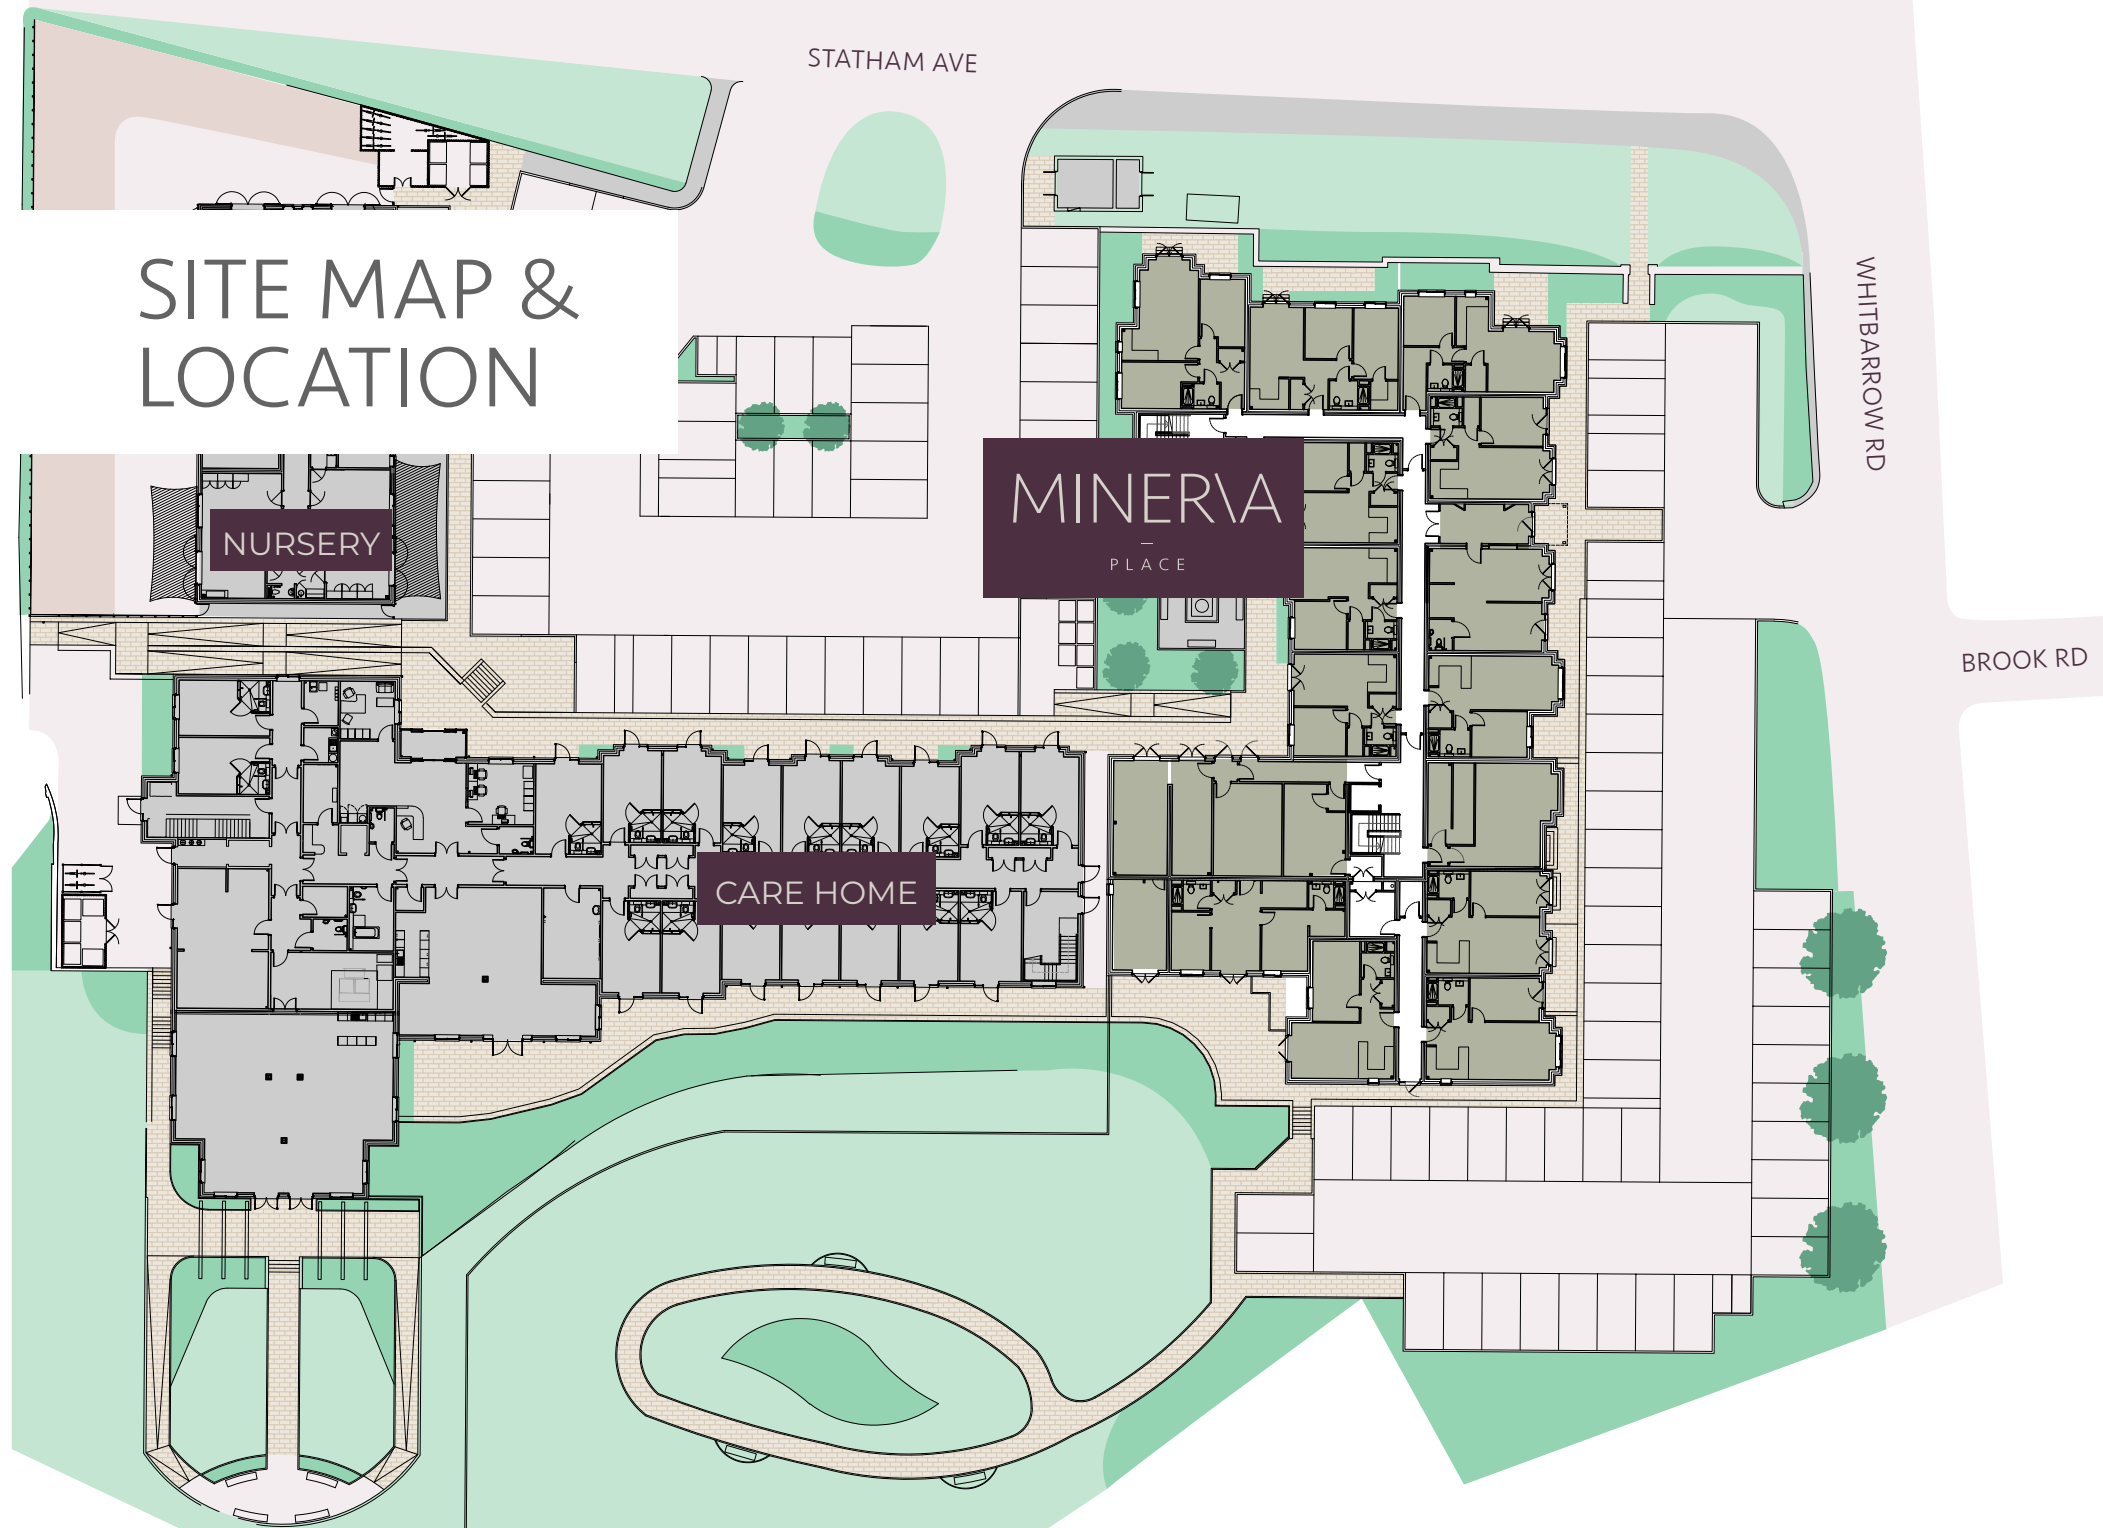 STATHAM AVE
SITE MAP &
LOCATION
WHITBARROW RD
MINERVA
PLACE
NURSERY
BROOK RD
CARE HOME